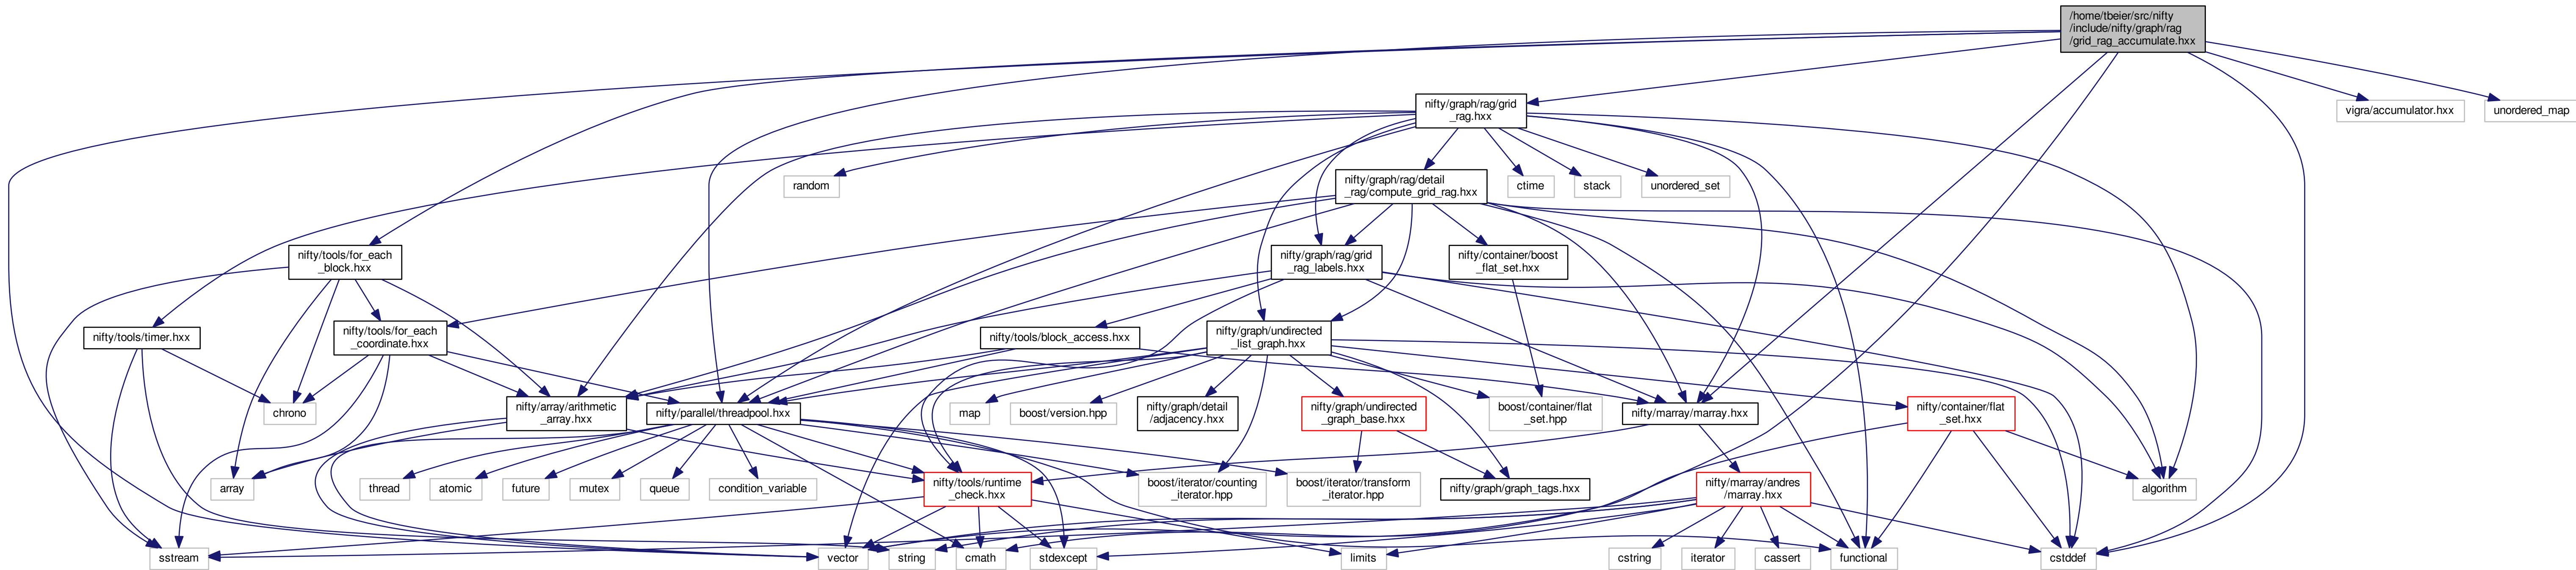 /home/tbeier/src/nifty
/include/nifty/graph/rag
/grid_rag_accumulate.hxx
nifty/graph/rag/grid
_rag.hxx
vigra/accumulator.hxx
unordered_map
random
nifty/graph/rag/detail
_rag/compute_grid_rag.hxx
ctime
stack
unordered_set
nifty/tools/for_each
_block.hxx
nifty/graph/rag/grid
_rag_labels.hxx
nifty/container/boost
_flat_set.hxx
nifty/tools/timer.hxx
nifty/tools/for_each
_coordinate.hxx
nifty/tools/block_access.hxx
nifty/graph/undirected
_list_graph.hxx
chrono
nifty/array/arithmetic
_array.hxx
nifty/parallel/threadpool.hxx
map
boost/version.hpp
nifty/graph/detail
/adjacency.hxx
nifty/graph/undirected
_graph_base.hxx
boost/container/flat
_set.hpp
nifty/marray/marray.hxx
nifty/container/flat
_set.hxx
array
thread
atomic
future
mutex
queue
condition_variable
nifty/tools/runtime
_check.hxx
boost/iterator/counting
_iterator.hpp
boost/iterator/transform
_iterator.hpp
nifty/graph/graph_tags.hxx
nifty/marray/andres
/marray.hxx
algorithm
sstream
vector
string
cmath
stdexcept
limits
cstring
iterator
cassert
functional
cstddef